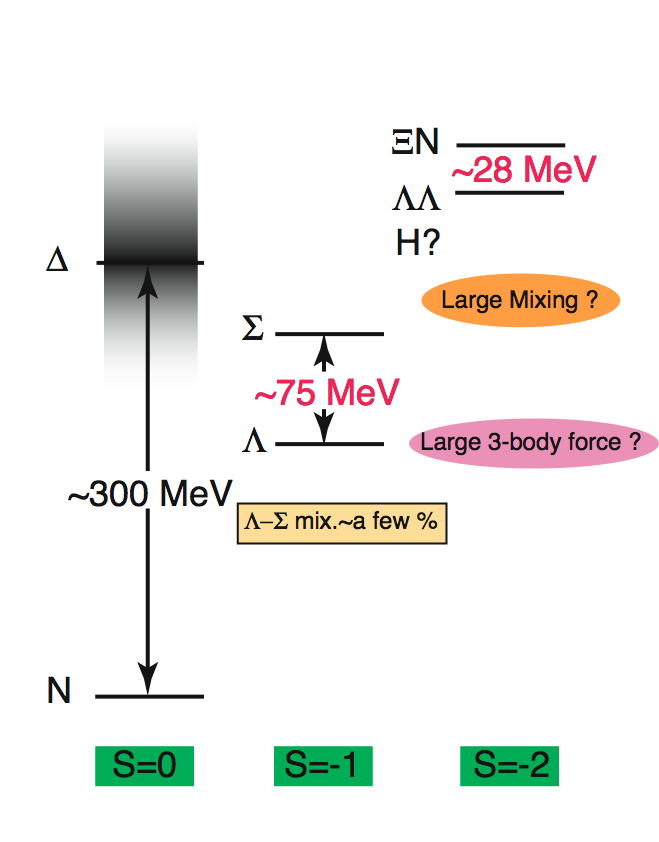 ΞN
~28 MeV
ΛΛ
H?
Δ
Large Mixing ?
Σ
~75 MeV
Λ
Large 3-body force ?
~300 MeV
Λ–Σ mix.~a few %
N
S=0
S=-1
S=-2